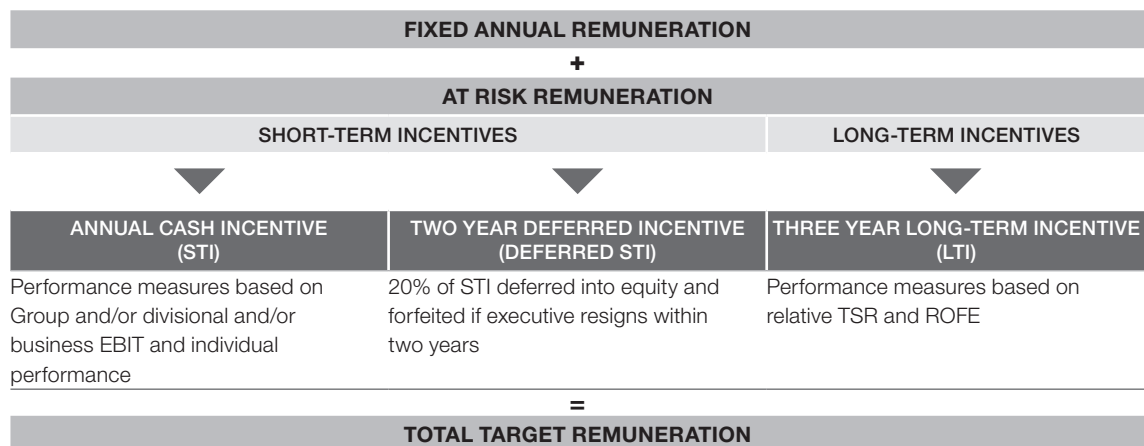 FIXED ANNUAL REMUNERATION
+
AT RISK REMUNERATION
SHORT-TERM INCENTIVES
LONG-TERM INCENTIVES
ANNUAL CASH INCENTIVE
(STI)
Performance measures based on
Group and/or divisional and/or
business EBIT and individual
performance
TWO YEAR DEFERRED INCENTIVE
(DEFERRED STI)
20% of STI deferred into equity and
forfeited if executive resigns within
two years
THREE YEAR LONG-TERM INCENTIVE
(LTI)
Performance measures based on
relative TSR and ROFE
=
TOTAL TARGET REMUNERATION